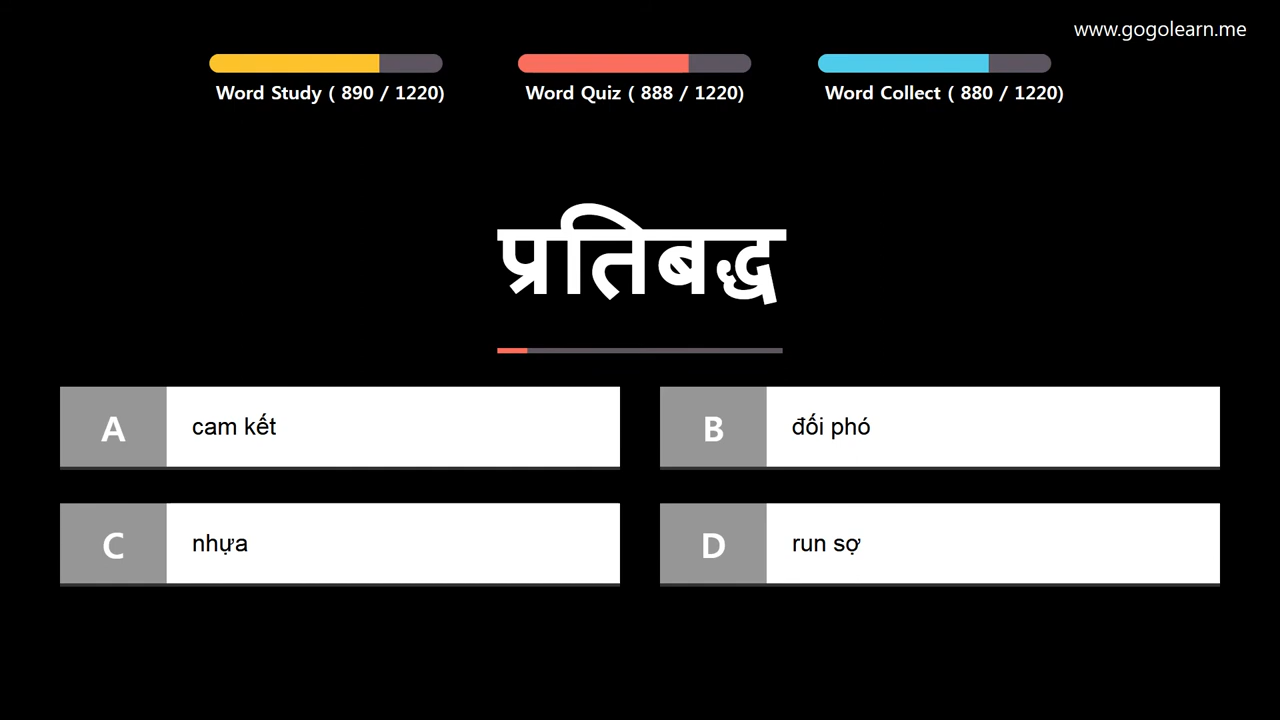 www.gogolearn.me
Word Study ( 890 / 1220)
Word Quiz ( 888 / 1220)
Word Collect ( 880 / 1220)
प्रतिबद्ध
A cam kết
B đối phó
C nhựa
D run sợ